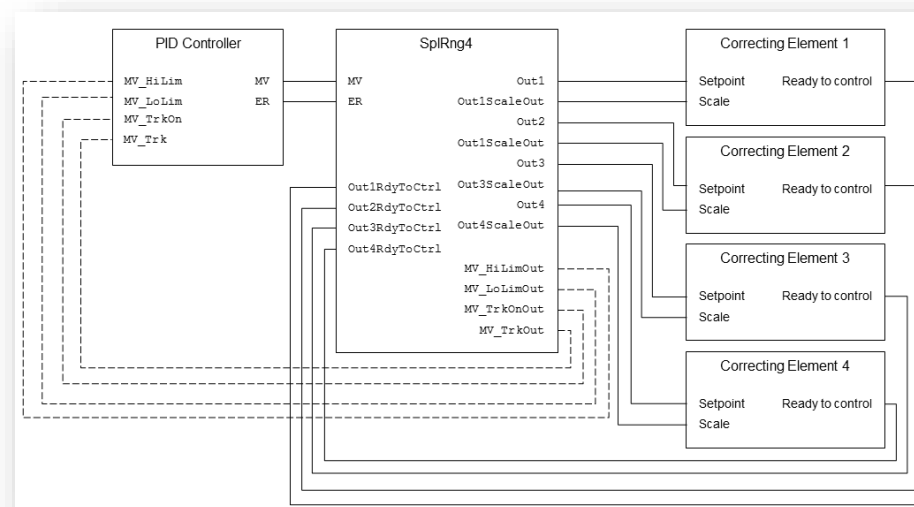 PID Controller
MV_HiLim MV
MV_LoLim ER
MV_TrkOn
MV_Trk
SplRng4
MV Out1
ER Out1ScaleOut
Out2
Out1ScaleOut
Out3
Out1RdyToCtrl Out3ScaleOut
Out2RdyToCtrl Out4
Out3RdyToCtrl Out4ScaleOut
Out4RdyToCtrl
MV_HiLimOut
MV_LoLimOut
MV_TrkOnOut
MV_TrkOut
Correcting Element 1
Setpoint Ready to control
Scale
Correcting Element 2
Setpoint Ready to control
Scale
Correcting Element 3
Setpoint Ready to control
Scale
Correcting Element 4
Setpoint Ready to control
Scale